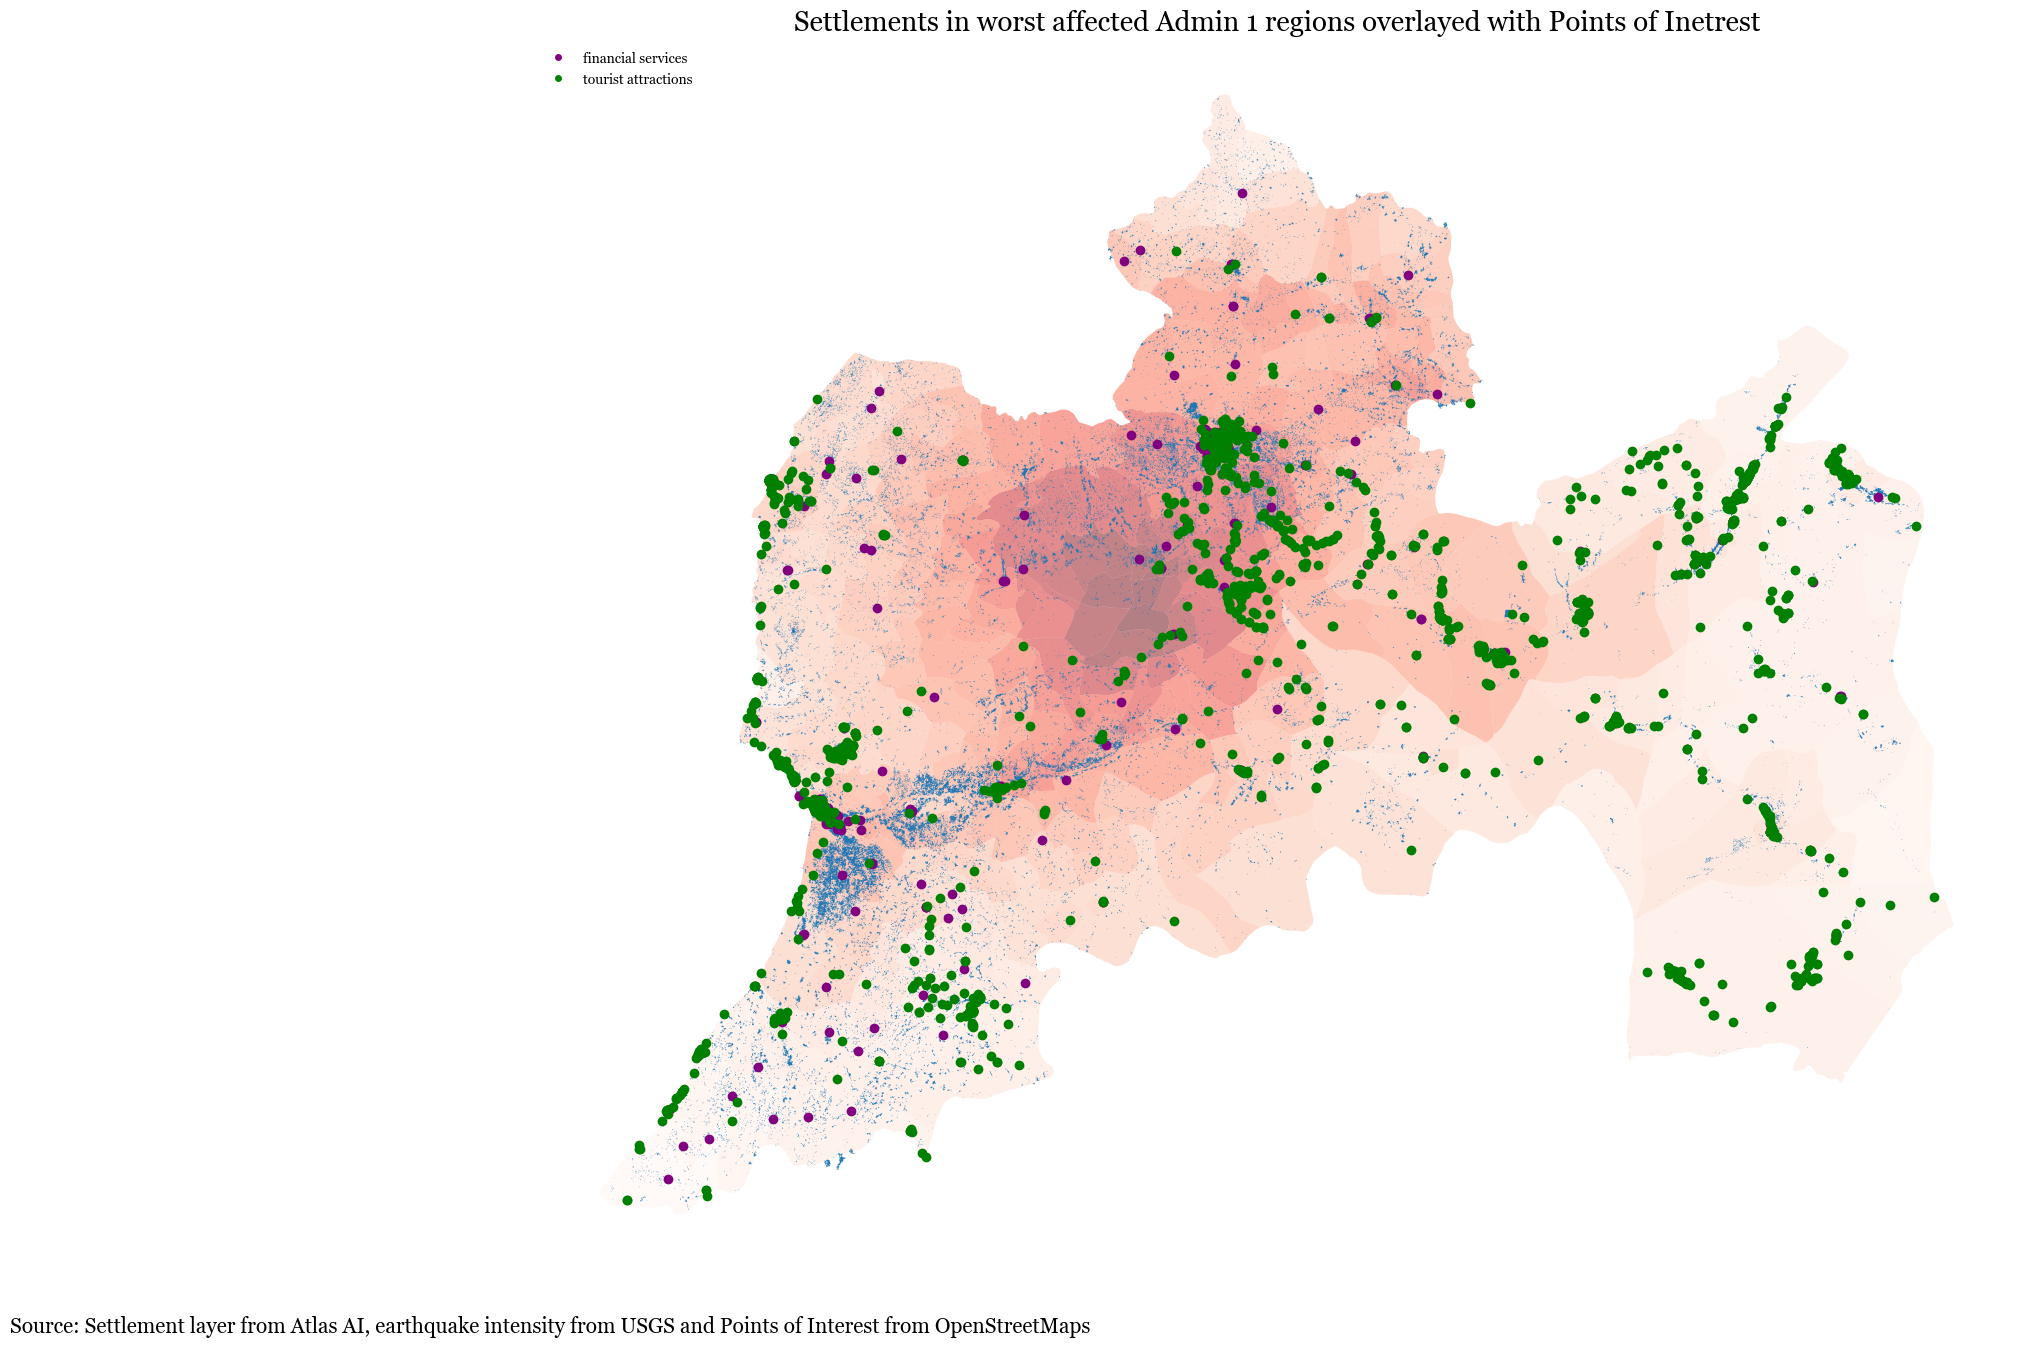 Settlements in worst affected Admin 1 regions overlayed with Points of Inetrest
financial services
tourist attractions
Source: Settlement layer from Atlas AI, earthquake intensity from USGS and Points of Interest from OpenStreetMaps